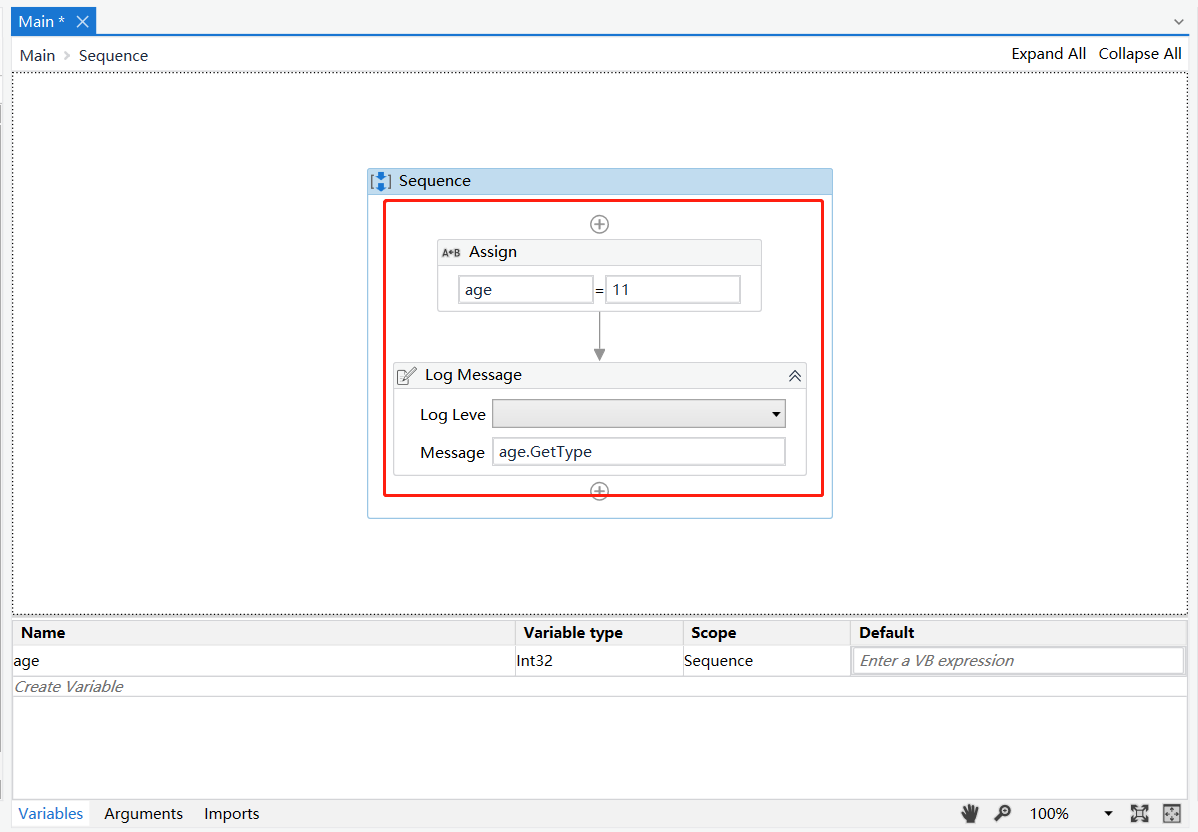 Main *
Main Sequence Expand All Collapse All
Sequence
A B Assign
age = 11
Log Message
Log Leve
Message age.GetType
Name Variable type Scope Default
age Int32 Sequence Enter a VB expression
Create Variable
Variables Arguments Imports 100%